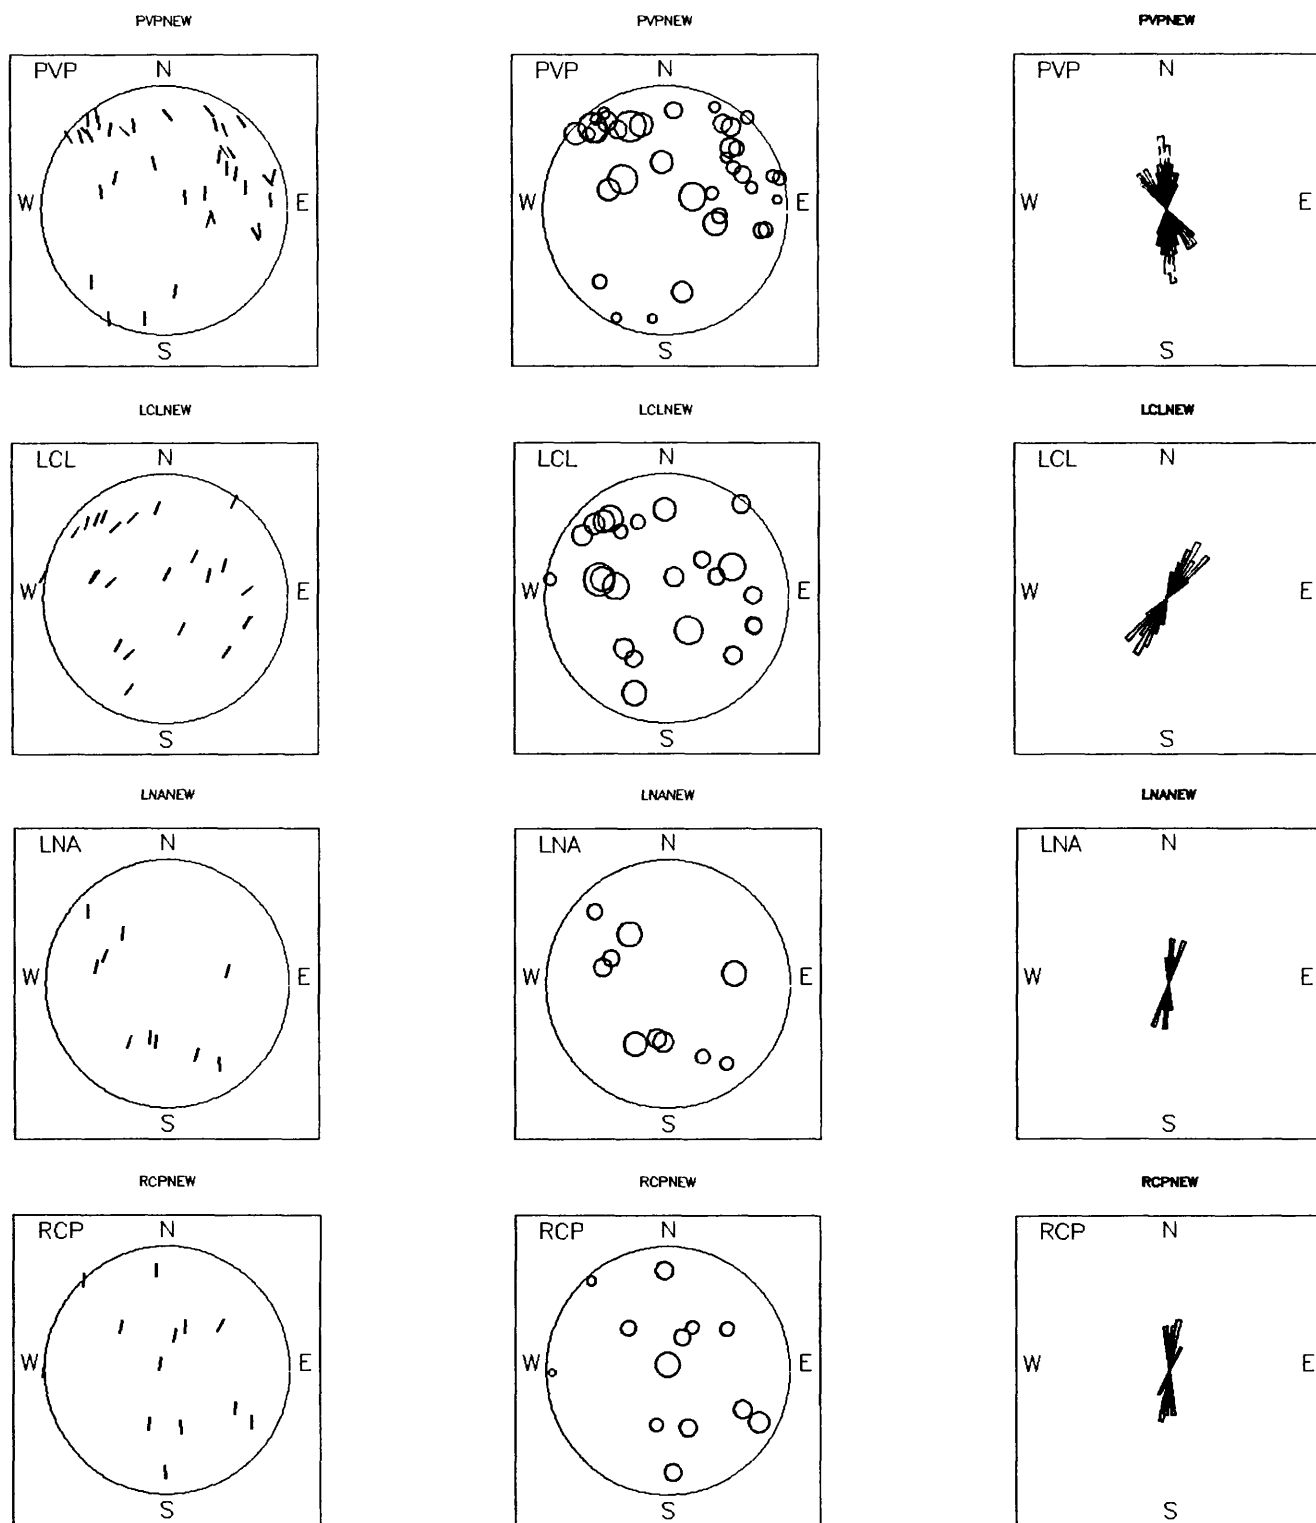 PVPNEW PVPNEW PVPNEW
PVP N PVP N PVP N
W E W E W E
S S S
LCLNEW LCLNEW LCLNEW
LCL N LCL N LCL N
W E W E W E
S S S
LNANEW LNANEW LNANEW
LNA N LNA N LNA N
W E W E W E
S S S
RCPNEW RCPNEW RCPNEW
RCP N RCP N RCP N
W E W E W E
S S S